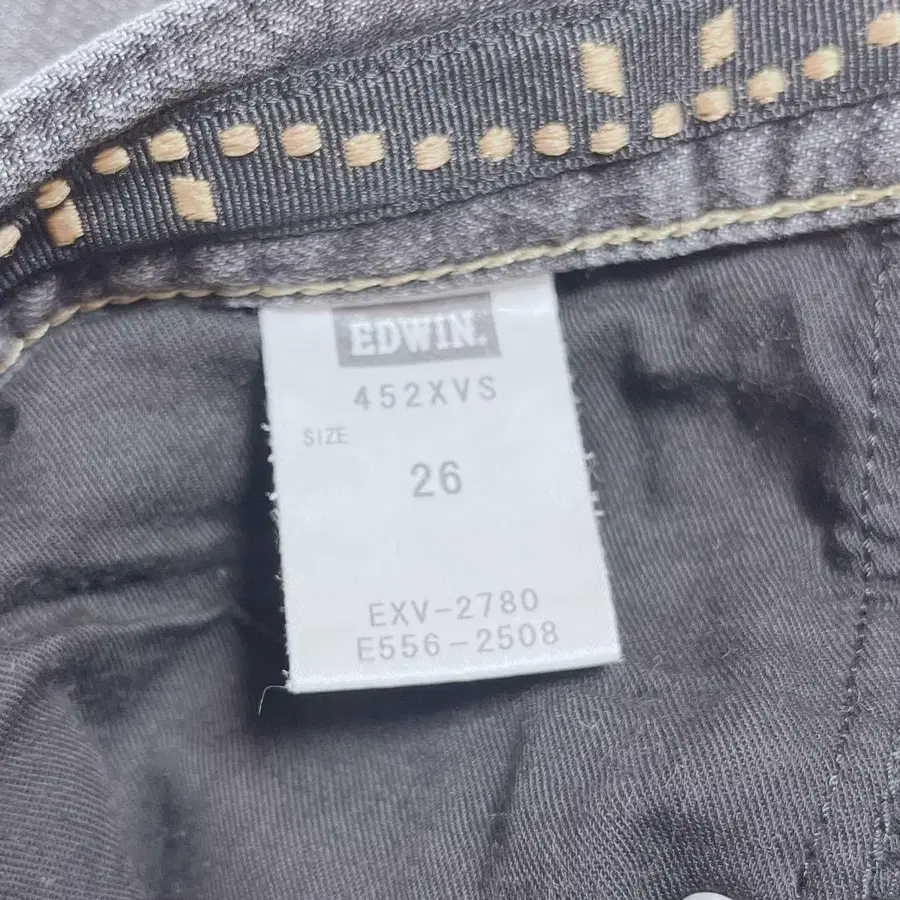 EDWIN.
452XVS
SIZE
26
EXV-2780
E556-2508